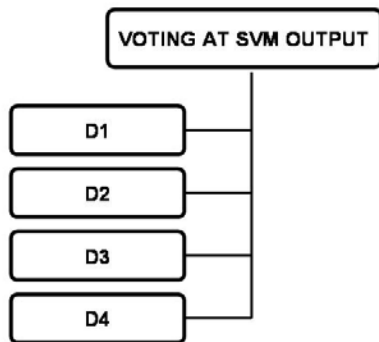 VOTING AT SVM OUTPUT
D1
D2
D3
D4